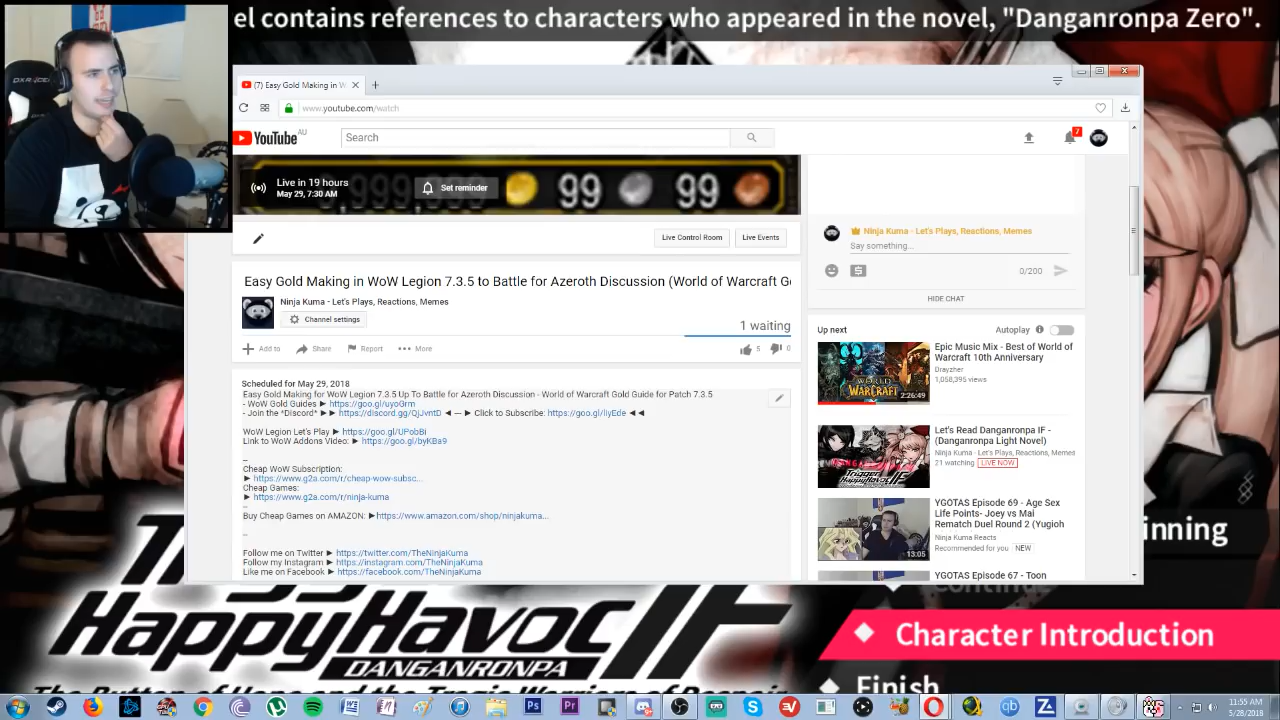 el contains references to characters who appeared in the novel, "Danganronpa Zero".
(7) Easy Gold Making in W
www.youtube.com/watch
YouTube AU
Search
7
Live in 19 hours
May 29, 7:30 AM
Set reminder
99 99
Live Control Room
Live Events
Easy Gold Making in WoW Legion 7.3.5 to Battle for Azeroth Discussion (World of Warcraft G
Ninja Kuma - Let's Plays, Reactions, Memes
Channel settings
1 waiting
Add to
Share
Report
More
5
0
Scheduled for May 29, 2018
Easy Gold Making for WoW Legion 7.3.5 Up To Battle for Azeroth Discussion - World of Warcraft Gold Guide for Patch 7.3.5
- WoW Gold Guides ► https://goo.gl/uyoGrm
- Join the *Discord* ► ► https://discord.gg/QjJvntD ◄ — ► Click to Subscribe: https://goo.gl/IiyEde ◄ ◄
WoW Legion Let's Play ► https://goo.gl/UPobBi
Link to WoW Addons Video: ► https://goo.gl/byKBa9
--
Cheap WoW Subscription:
► https://www.g2a.com/r/cheap-wow-subsc...
Cheap Games:
► https://www.g2a.com/r/ninja-kuma
--
Buy Cheap Games on AMAZON: ►https://www.amazon.com/shop/ninjakuma...
--
Follow me on Twitter ► https://twitter.com/TheNinjaKuma
Follow my Instagram ► https://instagram.com/TheNinjaKuma
Like me on Facebook ► https://facebook.com/TheNinjaKuma
Ninja Kuma - Let's Plays, Reactions, Memes
Say something...
0/200
HIDE CHAT
Up next
Autoplay
WORLD OF WARCRAFT
2:26:49
Epic Music Mix - Best of World of
Warcraft 10th Anniversary
Drayzher
1,058,395 views
Trigger HappyHavoc IF
Let's Read Danganronpa IF -
(Danganronpa Light Novel)
Ninja Kuma - Let's Plays, Reactions, Memes
21 watching LIVE NOW
13:05
YGOTAS Episode 69 - Age Sex
Life Points- Joey vs Mai
Rematch Duel Round 2 (Yugioh
Ninja Kuma Reacts
Recommended for you NEW
YGOTAS Episode 67 - Toon
inning
Continue
Character Introduction
Finish
HappyHavoc IF
DANGANRONPA
DXRACER
11:55 AM
5/28/2018